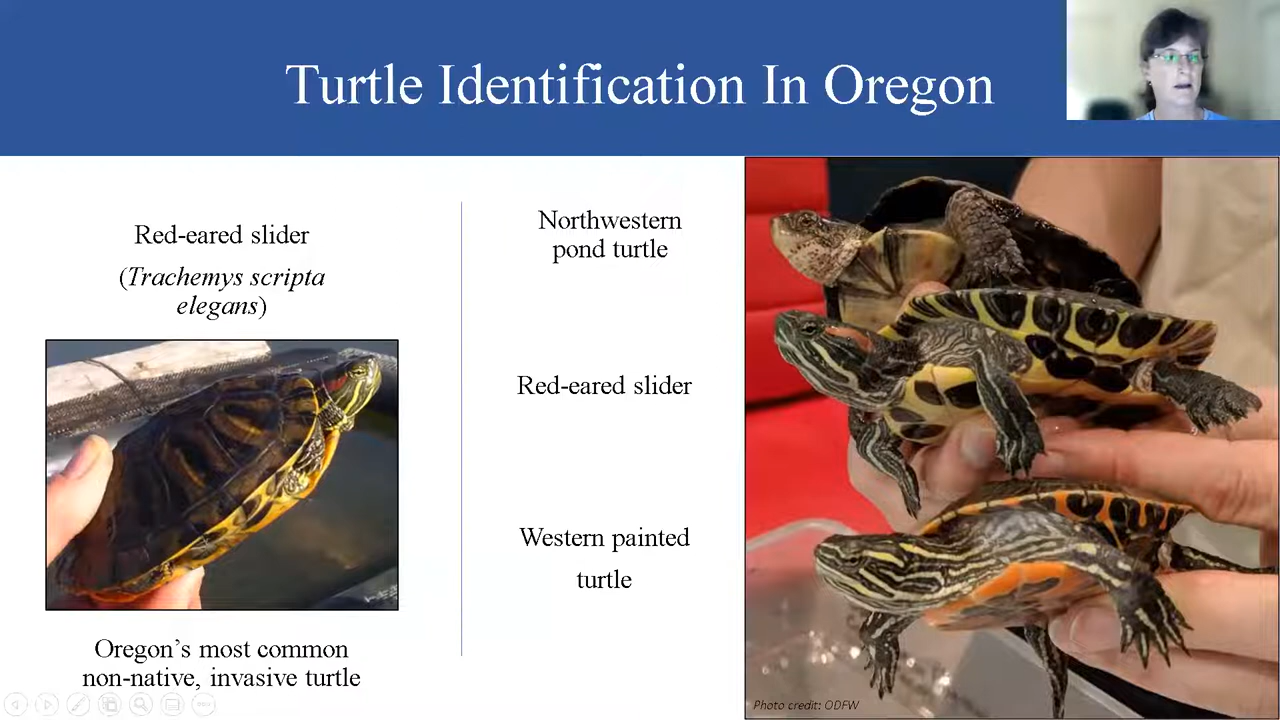 Turtle Identification In Oregon
Red-eared slider
(Trachemys scripta
elegans)
Oregon’s most common
non-native, invasive turtle
Northwestern
pond turtle
Red-eared slider
Western painted
turtle
Photo credit: ODFW